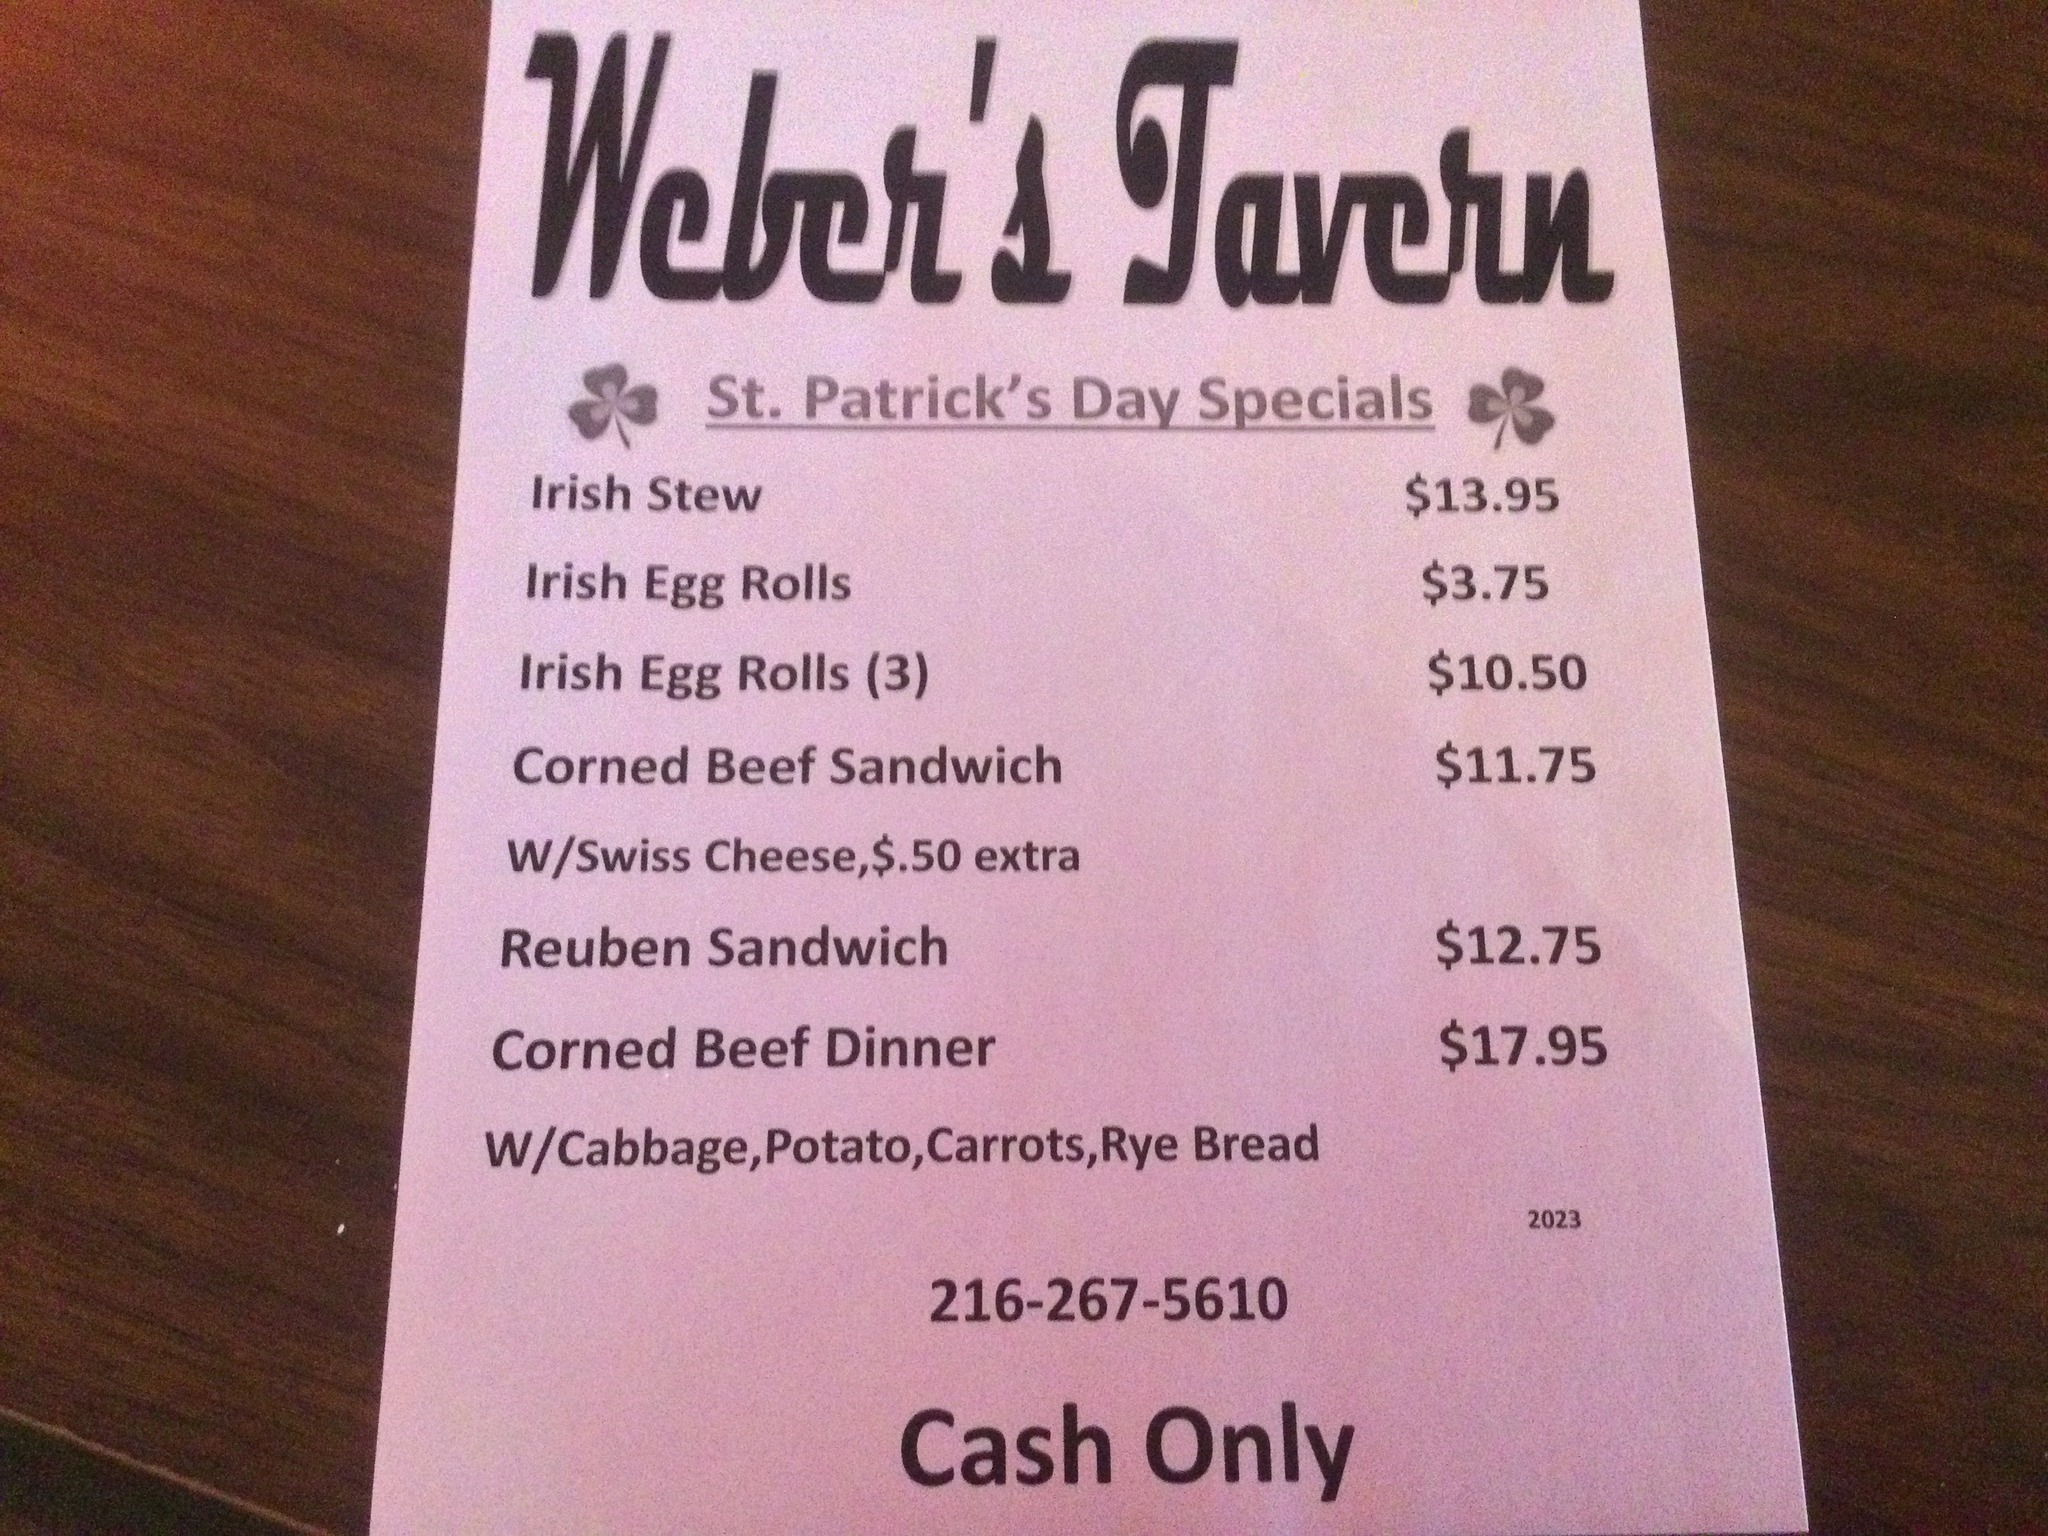 Weber's Tavern
St. Patrick’s Day Specials
Irish Stew $13.95
Irish Egg Rolls $3.75
Irish Egg Rolls (3) $10.50
Corned Beef Sandwich $11.75
W/Swiss Cheese,$.50 extra
Reuben Sandwich $12.75
Corned Beef Dinner $17.95
W/Cabbage,Potato,Carrots,Rye Bread
2023
216-267-5610
Cash Only